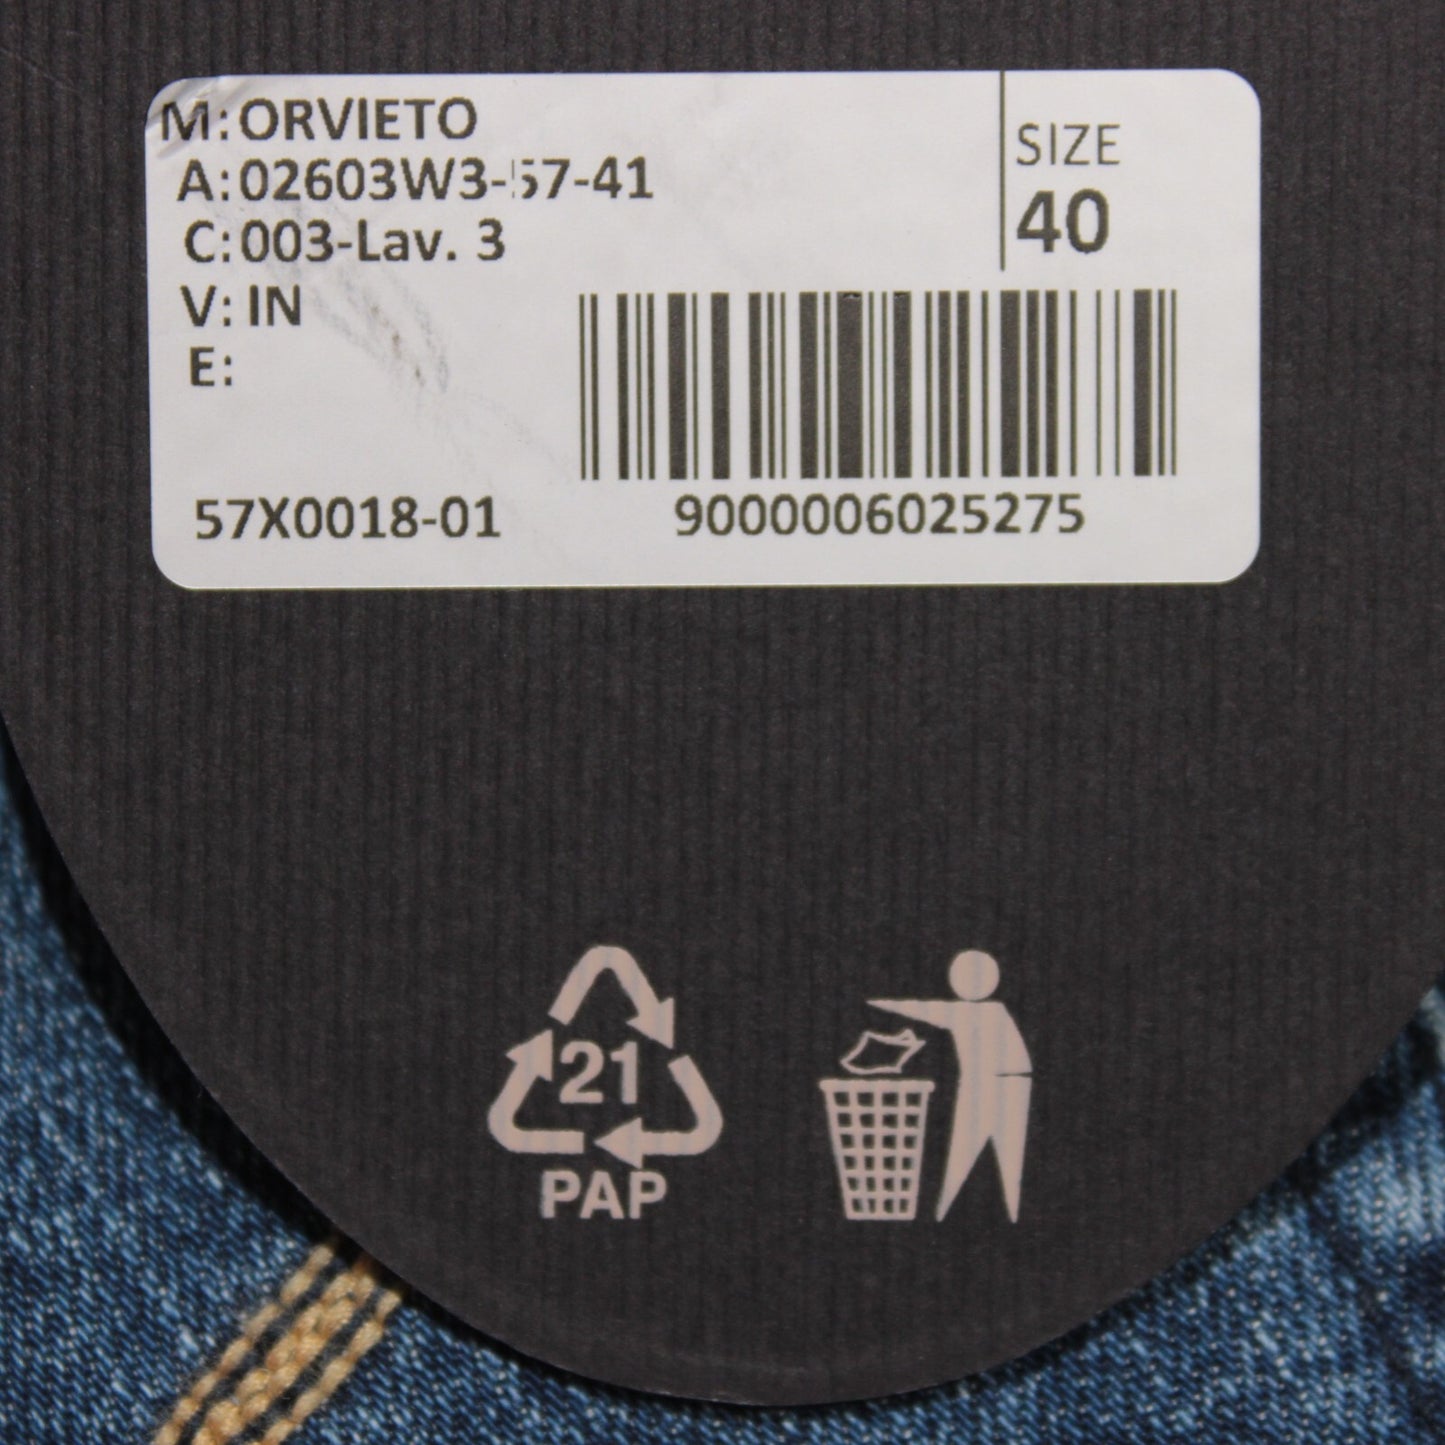 M: ORVIETO
A: 02603W3-57-41
C: 003-Lav. 3
V: IN
E:
SIZE
40
57X0018-01
9000006025275
21
PAP